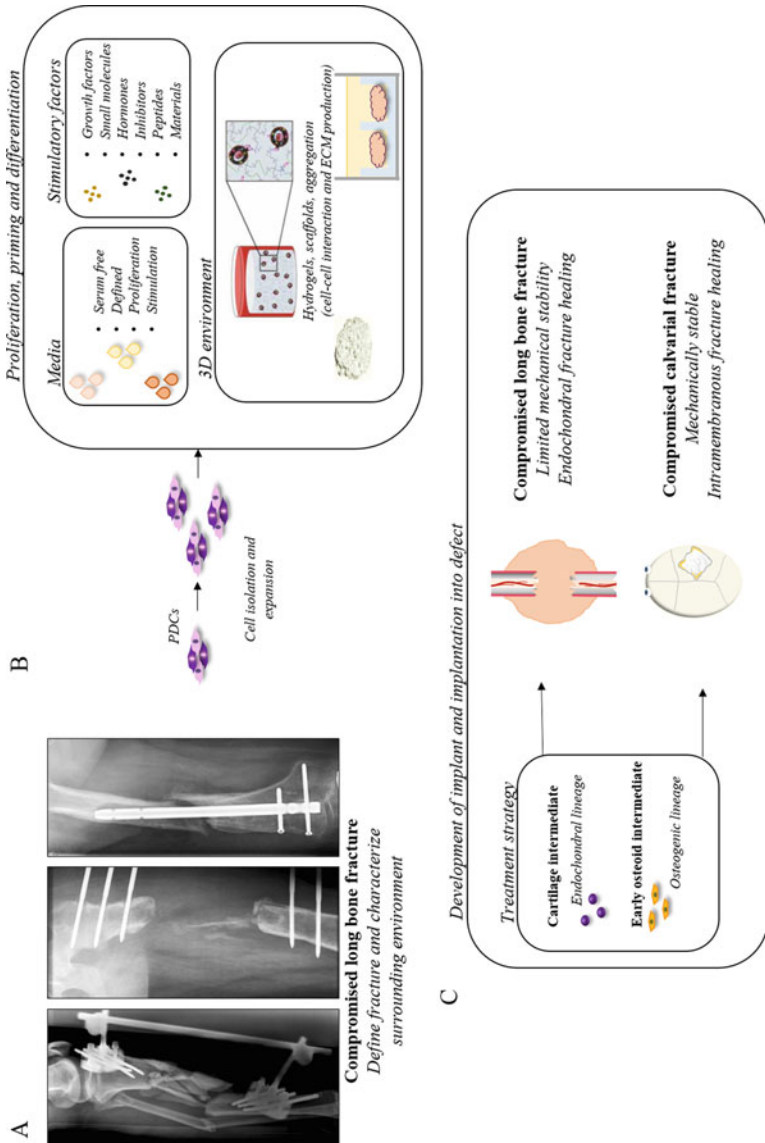 A
Compromised long bone fracture
Define fracture and characterize
surrounding environment
B
PDCs
Cell isolation and
expansion
Proliferation, priming and differentiation
Media
• Serum free
• Defined
• Proliferation
• Stimulation
Stimulatory factors
• Growth factors
• Small molecules
• Hormones
• Inhibitors
• Peptides
• Materials
3D environment
Hydrogels, scaffolds, aggregation
(cell-cell interaction and ECM production)
C
Development of implant and implantation into defect
Treatment strategy
Cartilage intermediate
Endochondral lineage
Early osteoid intermediate
Osteogenic lineage
Compromised long bone fracture
Limited mechanical stability
Endochondral fracture healing
Compromised calvarial fracture
Mechanically stable
Intramembranous fracture healing